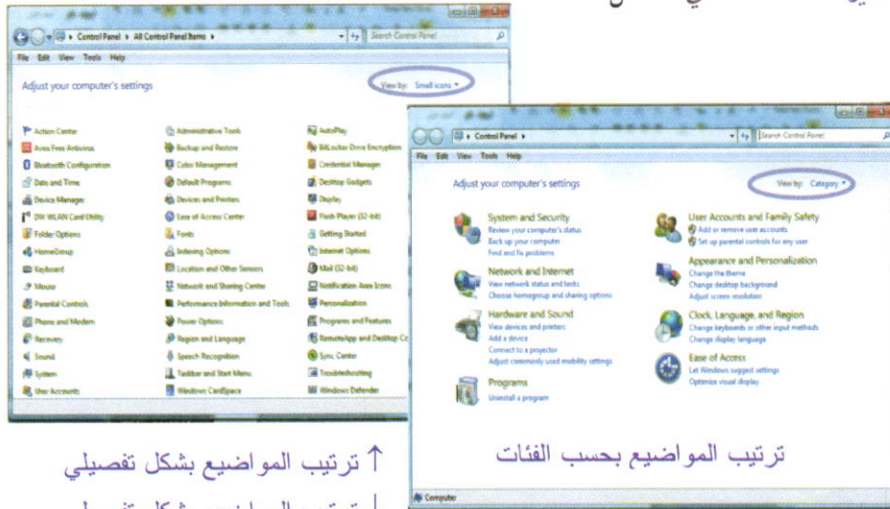 Control Panel ▸ All Control Panel Items ▸
Search Control Panel
File Edit View Tools Help
Adjust your computer's settings
View by: Small icons
Action Center
Administrative Tools
AutoPlay
Avira Free Antivirus
Backup and Restore
BitLocker Drive Encryption
Bluetooth Configuration
Color Management
Credential Manager
Date and Time
Default Programs
Desktop Gadgets
Device Manager
Devices and Printers
Display
DW WLAN Card Utility
Ease of Access Center
Flash Player (32-bit)
Folder Options
Fonts
Getting Started
HomeGroup
Indexing Options
Internet Options
Keyboard
Location and Other Sensors
Mail (32-bit)
Mouse
Network and Sharing Center
Notification Area Icons
Parental Controls
Performance Information and Tools
Personalization
Phone and Modem
Power Options
Programs and Features
Recovery
Region and Language
RemoteApp and Desktop Co
Sound
Speech Recognition
Sync Center
System
Taskbar and Start Menu
Troubleshooting
User Accounts
Windows CardSpace
Windows Defender
Control Panel ▸
Search Control Panel
File Edit View Tools Help
Adjust your computer's settings
View by: Category
System and Security
Review your computer's status
Back up your computer
Find and fix problems
Network and Internet
View network status and tasks
Choose homegroup and sharing options
Hardware and Sound
View devices and printers
Add a device
Connect to a projector
Adjust commonly used mobility settings
Programs
Uninstall a program
User Accounts and Family Safety
Add or remove user accounts
Set up parental controls for any user
Appearance and Personalization
Change the theme
Change desktop background
Adjust screen resolution
Clock, Language, and Region
Change keyboards or other input methods
Change display language
Ease of Access
Let Windows suggest settings
Optimize visual display
ترتيب المواضيع بحسب الفئات
Computer
↑ ترتيب المواضيع بشكل تفصيلي